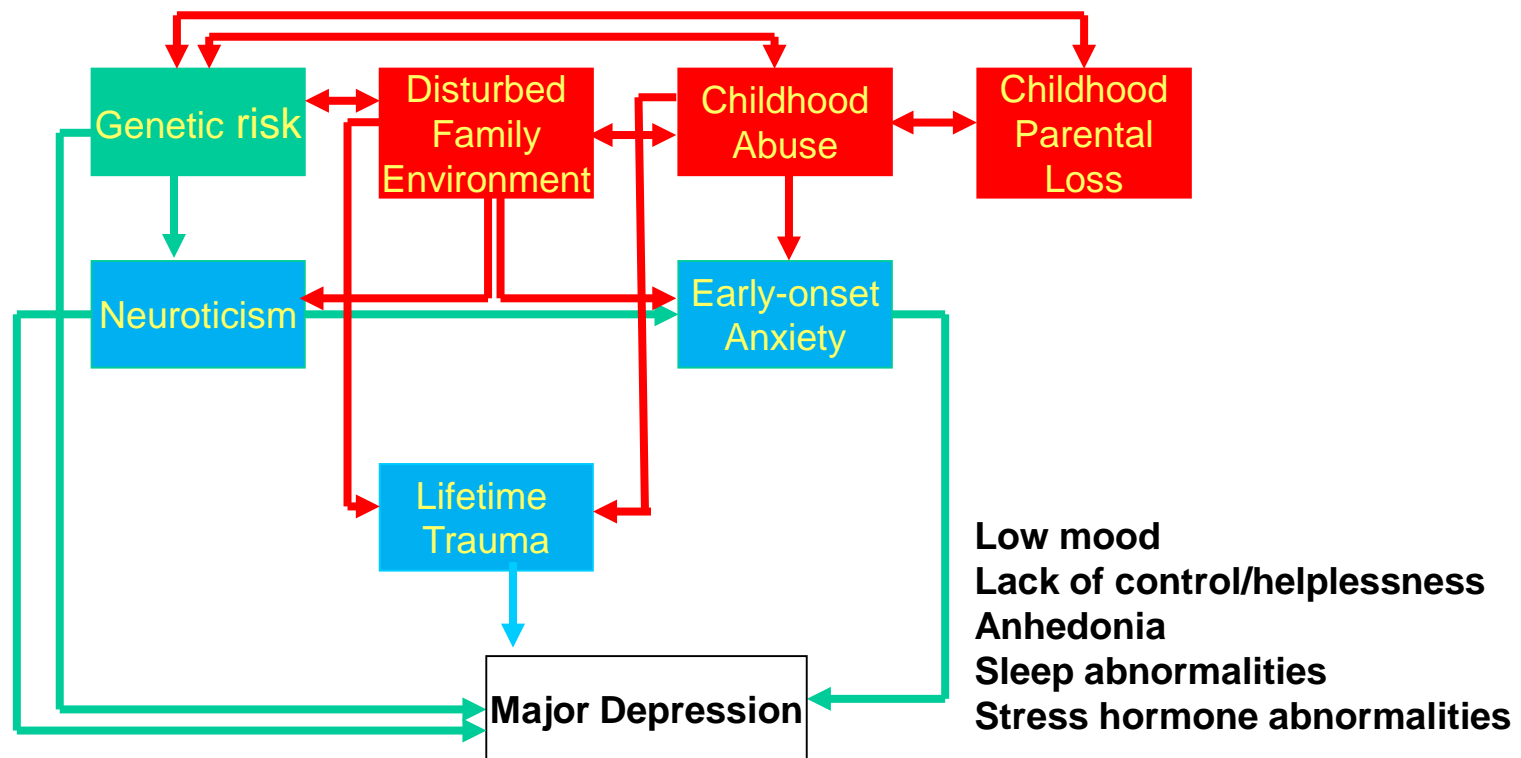 Genetic risk
Disturbed
Family
Environment
Childhood
Abuse
Childhood
Parental
Loss
Neuroticism
Early-onset
Anxiety
Lifetime
Trauma
Low mood
Lack of control/helplessness
Anhedonia
Sleep abnormalities
Stress hormone abnormalities
Major Depression